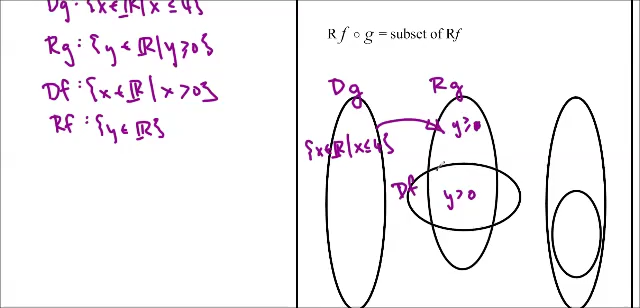 Dg : {x ∈ ℝ | x ≤ 4}
Rg : {y ∈ ℝ | y ≥ 0}
Df : {x ∈ ℝ | x > 0}
Rf : {y ∈ ℝ}
R f ∘ g = subset of Rf
Dg Rg
y ≥ 0
{x ∈ ℝ | x ≤ 4}
Df
y > 0